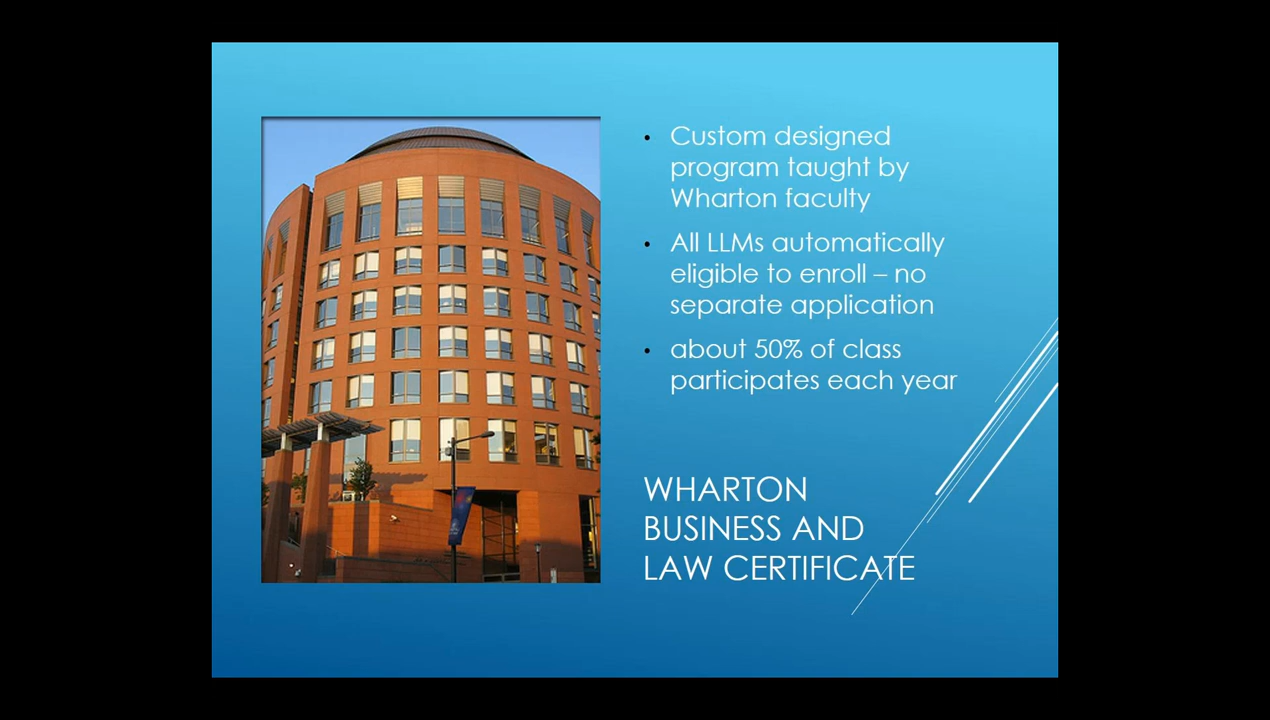 • Custom designed
program taught by
Wharton faculty
• All LLMs automatically
eligible to enroll – no
separate application
• about 50% of class
participates each year
WHARTON
BUSINESS AND
LAW CERTIFICATE